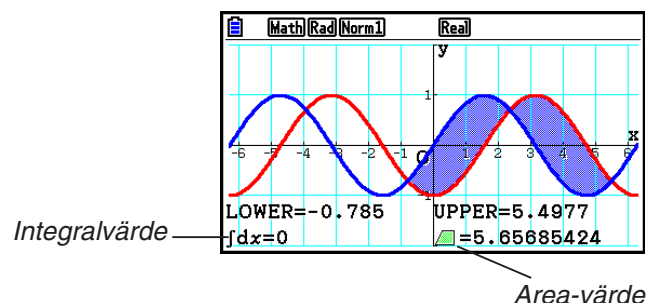 Math Rad Norm1 Real
y
1
x
-6 -5 -4 -3 -2 -1 O 1 2 3 4 5 6
-1
LOWER=-0.785 UPPER=5.4977
Integralvärde
∫dx=0 =5.65685424
Area-värde